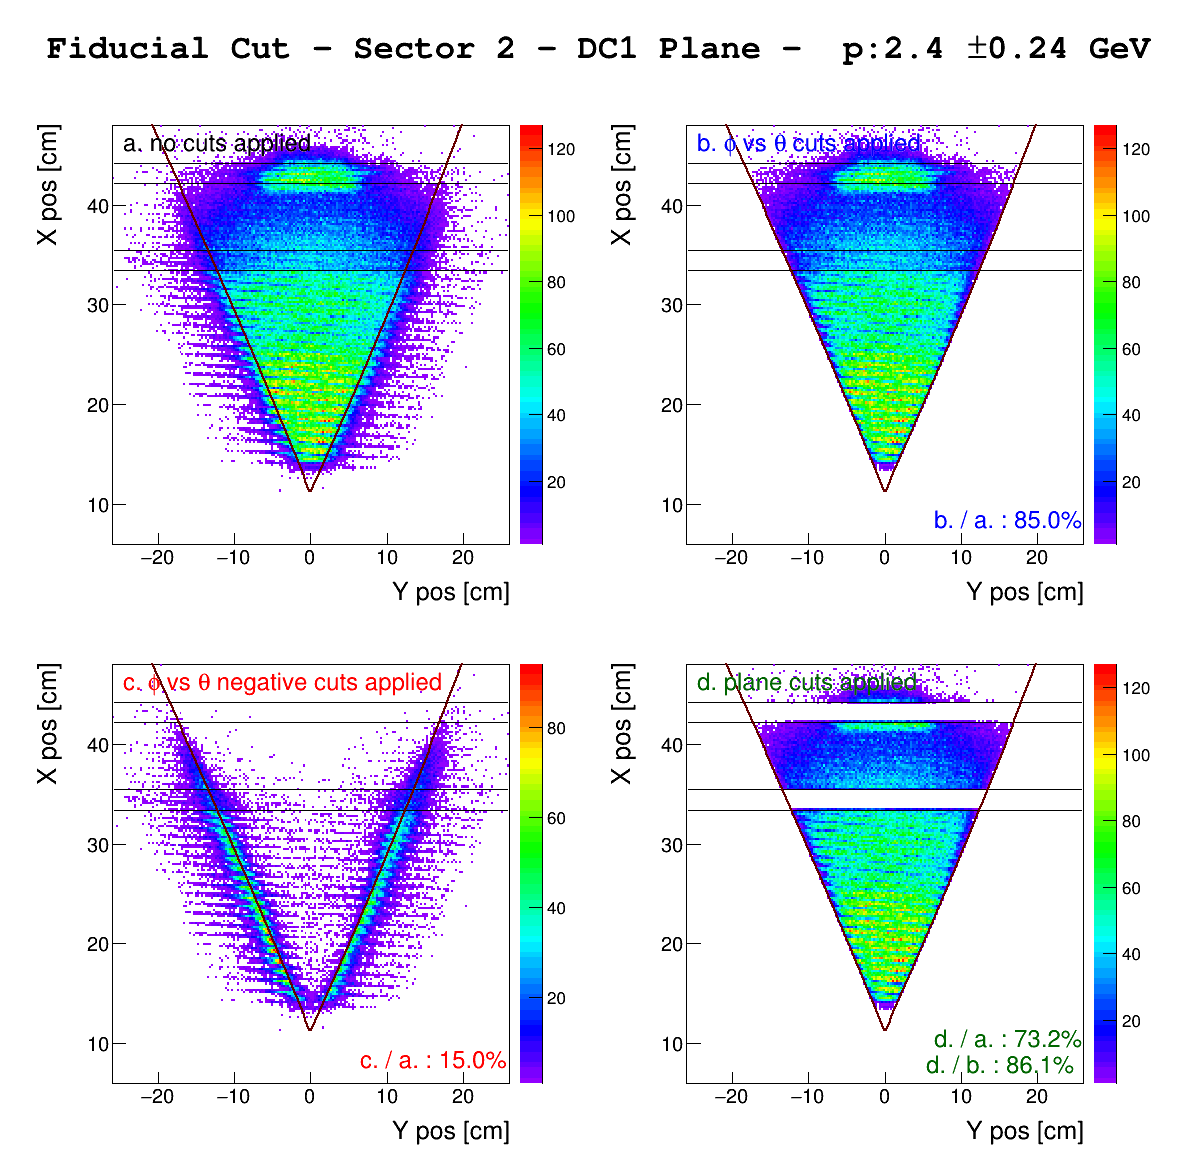 Fiducial Cut - Sector 2 - DC1 Plane - p:2.4 ±0.24 GeV
X pos [cm]
a. no cuts applied
40
30
20
10
−20 −10 0 10 20
Y pos [cm]
120
100
80
60
40
20
X pos [cm]
b. ϕ vs θ cuts applied
40
30
20
10
b. / a. : 85.0%
−20 −10 0 10 20
Y pos [cm]
120
100
80
60
40
20
X pos [cm]
c. ϕ vs θ negative cuts applied
40
30
20
10
c. / a. : 15.0%
−20 −10 0 10 20
Y pos [cm]
80
60
40
20
X pos [cm]
d. plane cuts applied
40
30
20
10
d. / a. : 73.2%
d. / b. : 86.1%
−20 −10 0 10 20
Y pos [cm]
120
100
80
60
40
20